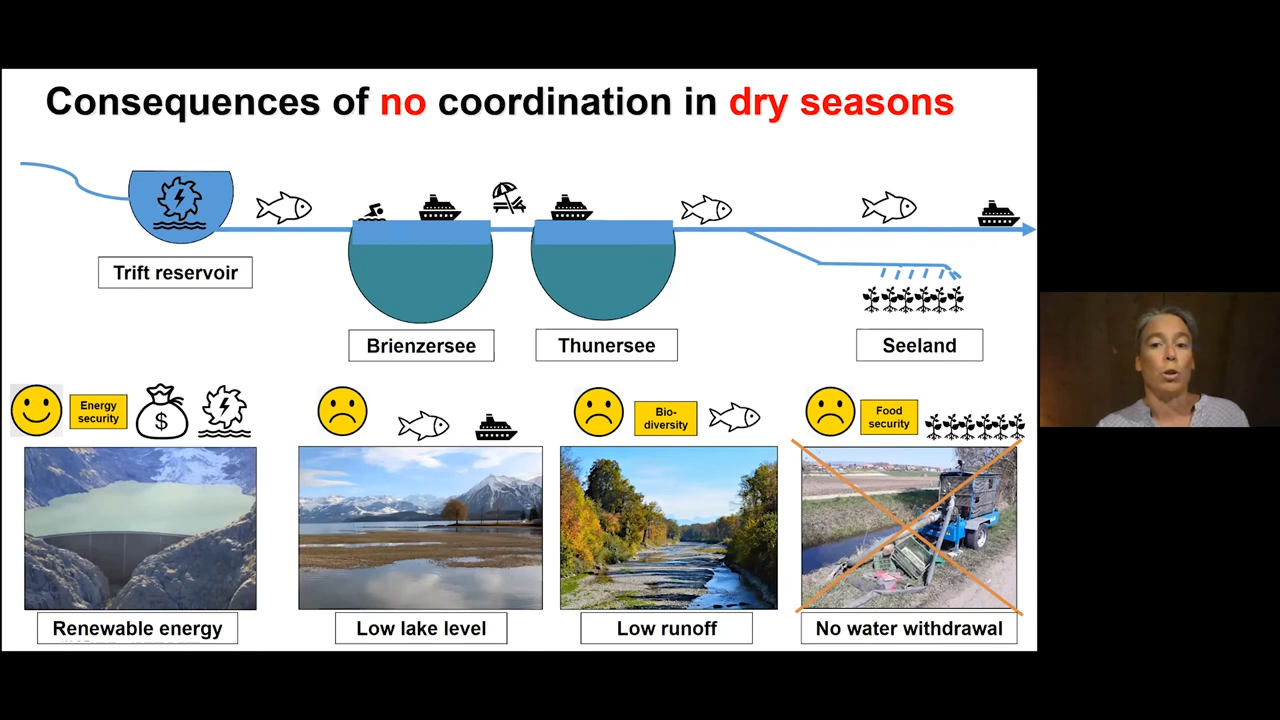 Consequences of no coordination in dry seasons
Trift reservoir
Brienzersee
Thunersee
Seeland
Energy
security
$
Bio-
diversity
Food
security
Renewable energy
Low lake level
Low runoff
No water withdrawal